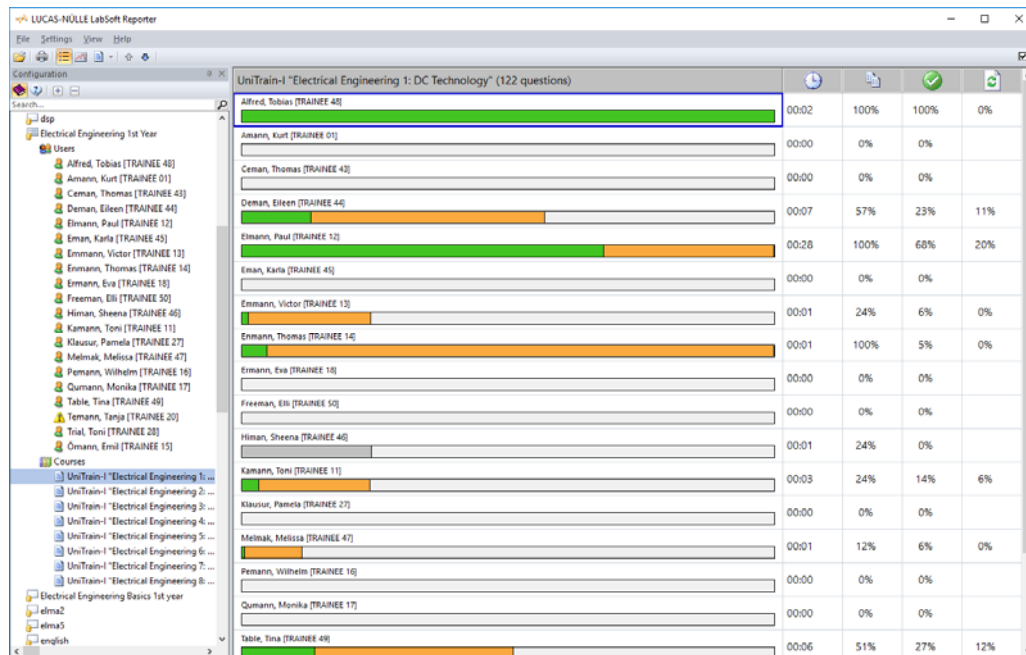 LUCAS-NÜLLE LabSoft Reporter
File Settings View Help
Configuration
Search...
dsp
Electrical Engineering 1st Year
Users
Alfred, Tobias [TRAINEE 48]
Amann, Kurt [TRAINEE 01]
Ceman, Thomas [TRAINEE 43]
Deman, Eileen [TRAINEE 44]
Elmann, Paul [TRAINEE 12]
Eman, Karla [TRAINEE 45]
Emmann, Victor [TRAINEE 13]
Enmann, Thomas [TRAINEE 14]
Ermann, Eva [TRAINEE 18]
Freeman, Elli [TRAINEE 50]
Himan, Sheena [TRAINEE 46]
Kamann, Toni [TRAINEE 11]
Klausur, Pamela [TRAINEE 27]
Melmak, Melissa [TRAINEE 47]
Pemann, Wilhelm [TRAINEE 16]
Qumann, Monika [TRAINEE 17]
Table, Tina [TRAINEE 49]
Temann, Tanja [TRAINEE 20]
Trial, Toni [TRAINEE 28]
Ömann, Emil [TRAINEE 15]
Courses
UniTrain-I "Electrical Engineering 1: ...
UniTrain-I "Electrical Engineering 2: ...
UniTrain-I "Electrical Engineering 3: ...
UniTrain-I "Electrical Engineering 4: ...
UniTrain-I "Electrical Engineering 5: ...
UniTrain-I "Electrical Engineering 6: ...
UniTrain-I "Electrical Engineering 7: ...
UniTrain-I "Electrical Engineering 8: ...
Electrical Engineering Basics 1st year
elma2
elma5
english
UniTrain-I "Electrical Engineering 1: DC Technology" (122 questions)
Alfred, Tobias [TRAINEE 48] 00:02 100% 100% 0%
Amann, Kurt [TRAINEE 01] 00:00 0% 0%
Ceman, Thomas [TRAINEE 43] 00:00 0% 0%
Deman, Eileen [TRAINEE 44] 00:07 57% 23% 11%
Elmann, Paul [TRAINEE 12] 00:28 100% 68% 20%
Eman, Karla [TRAINEE 45] 00:00 0% 0%
Emmann, Victor [TRAINEE 13] 00:01 24% 6% 0%
Enmann, Thomas [TRAINEE 14] 00:01 100% 5% 0%
Ermann, Eva [TRAINEE 18] 00:00 0% 0%
Freeman, Elli [TRAINEE 50] 00:00 0% 0%
Himan, Sheena [TRAINEE 46] 00:01 24% 0%
Kamann, Toni [TRAINEE 11] 00:03 24% 14% 6%
Klausur, Pamela [TRAINEE 27] 00:00 0% 0%
Melmak, Melissa [TRAINEE 47] 00:01 12% 6% 0%
Pemann, Wilhelm [TRAINEE 16] 00:00 0% 0%
Qumann, Monika [TRAINEE 17] 00:00 0% 0%
Table, Tina [TRAINEE 49] 00:06 51% 27% 12%